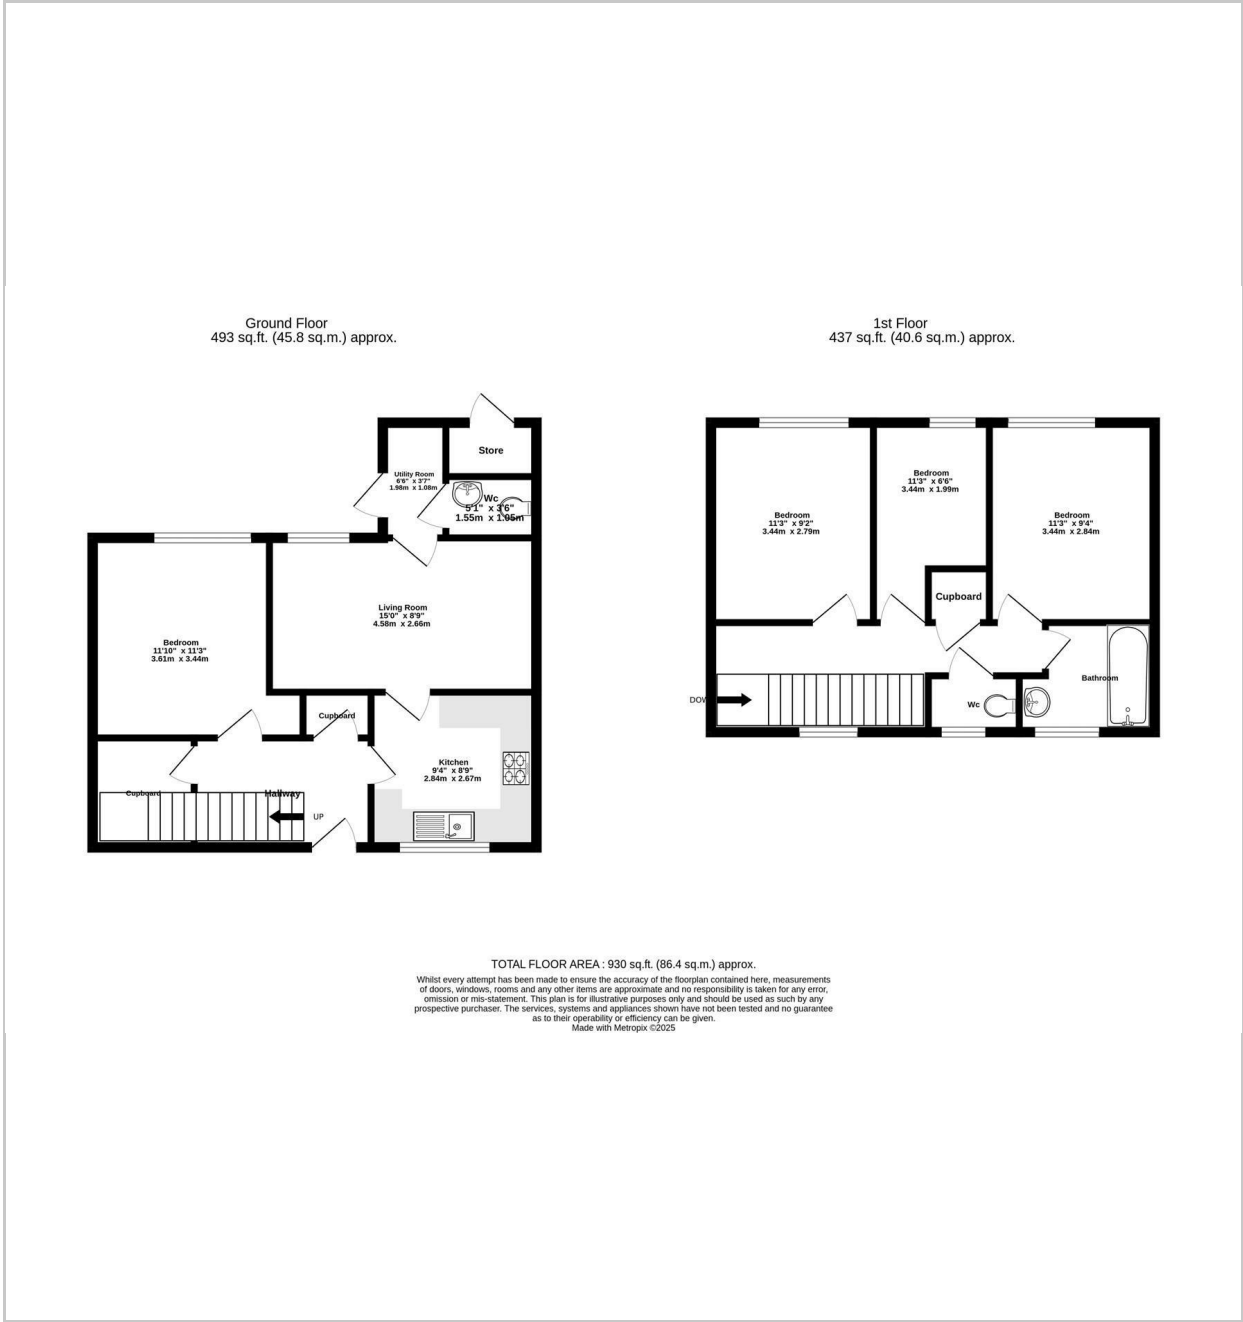 Ground Floor
493 sq.ft. (45.8 sq.m.) approx.
1st Floor
437 sq.ft. (40.6 sq.m.) approx.
Store
Utility Room
6'6" x 3'7"
1.98m x 1.08m
Wc
5'1" x 3'6"
1.55m x 1.05m
Living Room
15'0" x 8'9"
4.58m x 2.66m
Bedroom
11'10" x 11'3"
3.61m x 3.44m
Cupboard
Kitchen
9'4" x 8'9"
2.84m x 2.67m
Cupboard
Hallway
UP
Bedroom
11'3" x 9'2"
3.44m x 2.79m
Bedroom
11'3" x 6'6"
3.44m x 1.99m
Bedroom
11'3" x 9'4"
3.44m x 2.84m
Cupboard
Bathroom
DOW
Wc
TOTAL FLOOR AREA : 930 sq.ft. (86.4 sq.m.) approx.
Whilst every attempt has been made to ensure the accuracy of the floorplan contained here, measurements
of doors, windows, rooms and any other items are approximate and no responsibility is taken for any error,
omission or mis-statement. This plan is for illustrative purposes only and should be used as such by any
prospective purchaser. The services, systems and appliances shown have not been tested and no guarantee
as to their operability or efficiency can be given.
Made with Metropix ©2025